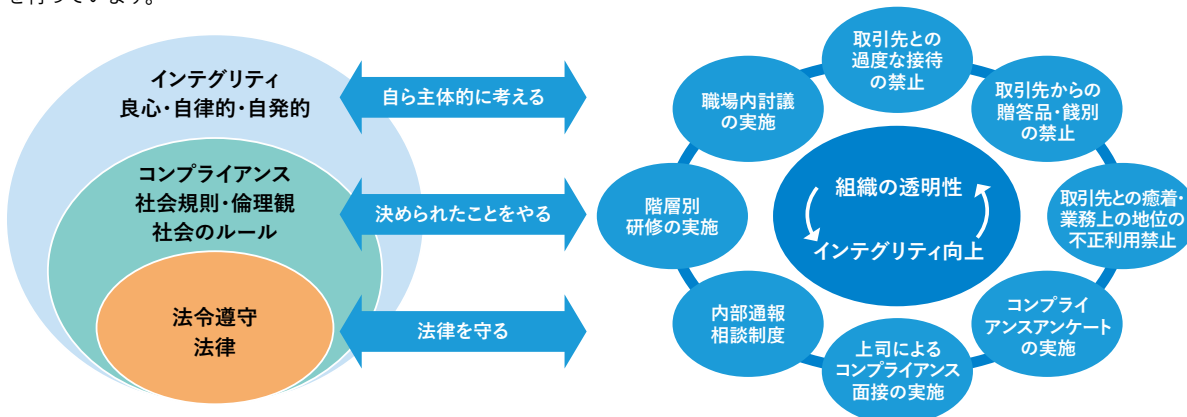 を行っています。
インテグリティ
良心・自律的・自発的
コンプライアンス
社会規則・倫理観
社会のルール
法令遵守
法律
自ら主体的に考える
決められたことをやる
法律を守る
取引先との
過度な接待
の禁止
取引先からの
贈答品・餞別
の禁止
取引先との癒着・
業務上の地位の
不正利用禁止
コンプライ
アンスアンケート
の実施
上司による
コンプライアンス
面接の実施
内部通報
相談制度
階層別
研修の実施
職場内討議
の実施
組織の透明性
インテグリティ向上